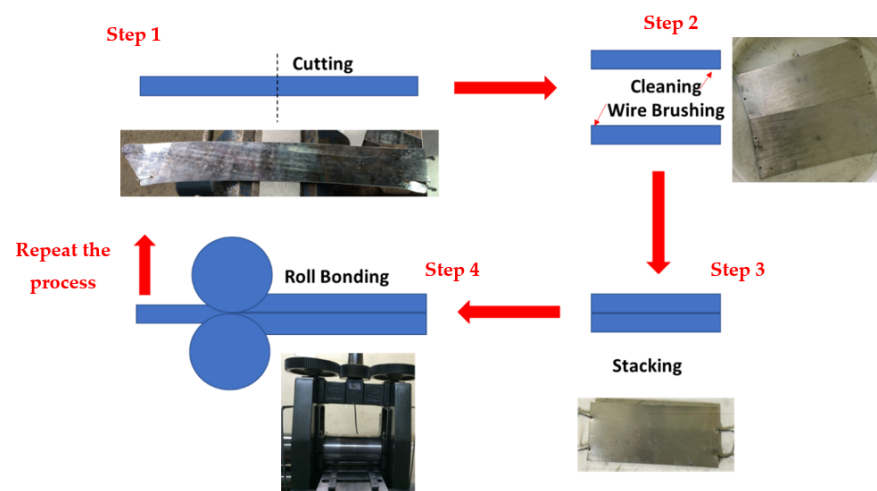 Step 1
Cutting
Step 2
Cleaning
Wire Brushing
Step 3
Stacking
Step 4
Roll Bonding
Repeat the
process